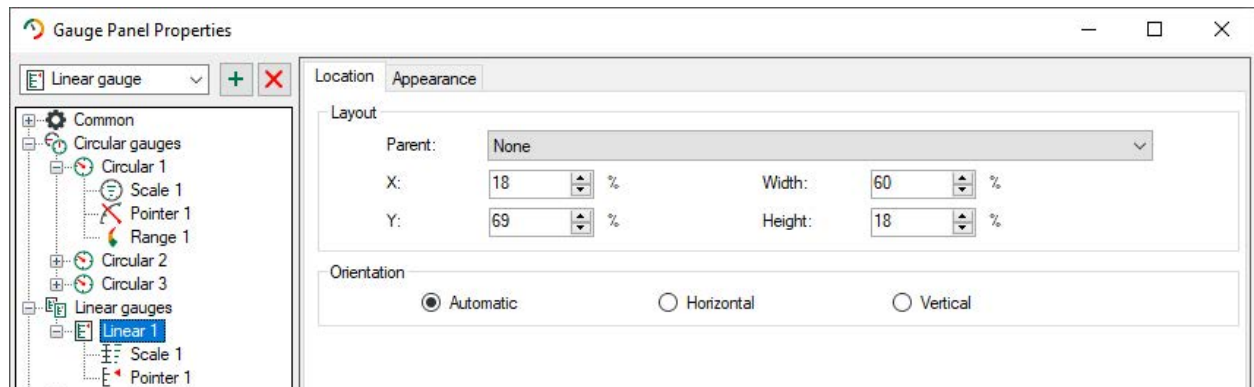 Gauge Panel Properties
Linear gauge
Location Appearance
Common
Circular gauges
Circular 1
Scale 1
Pointer 1
Range 1
Circular 2
Circular 3
Linear gauges
Linear 1
Scale 1
Pointer 1
Layout
Parent: None
X: 18 % Width: 60 %
Y: 69 % Height: 18 %
Orientation
Automatic Horizontal Vertical